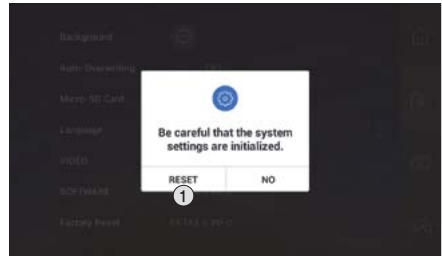 Background
Auto Overwriting
Micro SD Card
Language
Be careful that the system
settings are initialized.
VIDEO
RESET
NO
1
SOFTWARE
Factory Reset